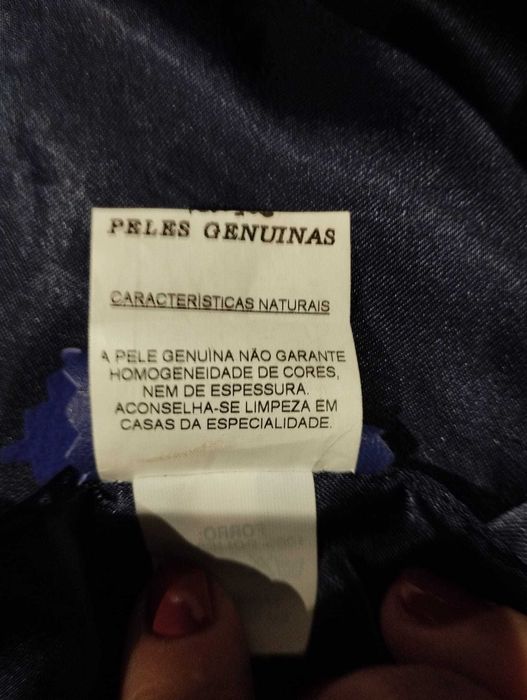 PELES GENUINAS
CARACTERÍSTICAS NATURAIS
A PELE GENUÌNA NÃO GARANTE
HOMOGENEIDADE DE CORES,
NEM DE ESPESSURA.
ACONSELHA-SE LIMPEZA EM
CASAS DA ESPECIALIDADE.
FORRO: